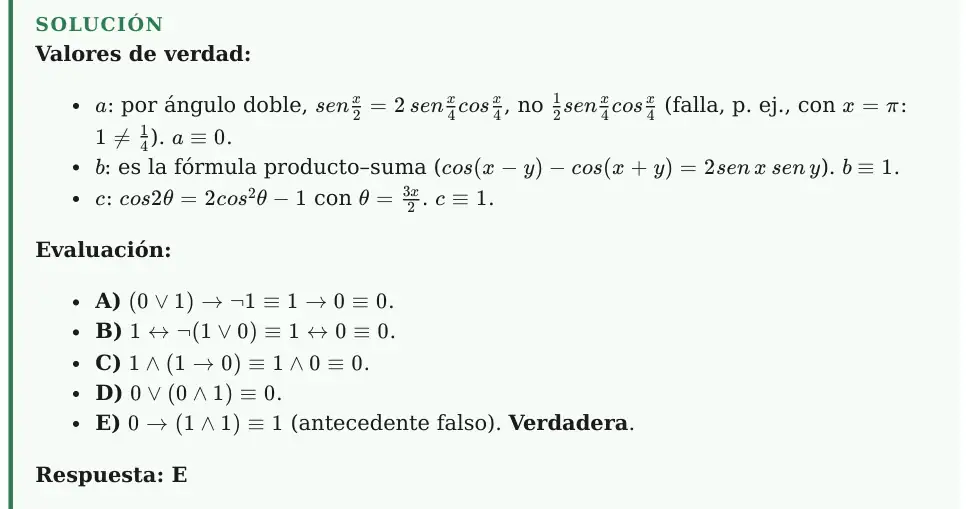 SOLUCIÓN
Valores de verdad:
• a: por ángulo doble, sen x/2 = 2 sen x/4 cos x/4, no 1/2 sen x/4 cos x/4 (falla, p. ej., con x = π:
1 ≠ 1/4). a ≡ 0.
• b: es la fórmula producto–suma (cos(x − y) − cos(x + y) = 2sen x sen y). b ≡ 1.
• c: cos2θ = 2cos²θ − 1 con θ = 3x/2. c ≡ 1.
Evaluación:
• A) (0 ∨ 1) → ¬1 ≡ 1 → 0 ≡ 0.
• B) 1 ↔ ¬(1 ∨ 0) ≡ 1 ↔ 0 ≡ 0.
• C) 1 ∧ (1 → 0) ≡ 1 ∧ 0 ≡ 0.
• D) 0 ∨ (0 ∧ 1) ≡ 0.
• E) 0 → (1 ∧ 1) ≡ 1 (antecedente falso). Verdadera.
Respuesta: E